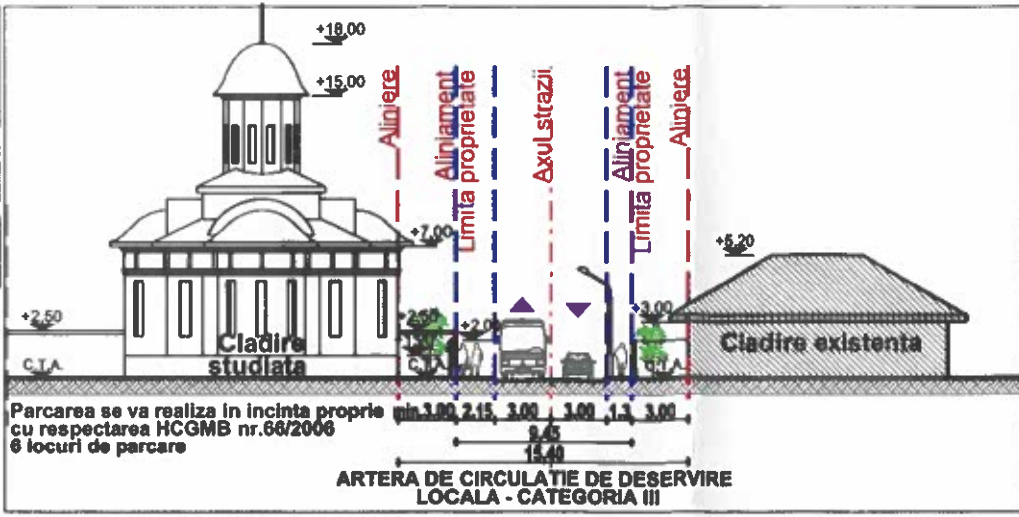 +18,00
+15,00
Aliniere
Aliniament
Limita proprietate
Axul strazii
Aliniament
Limita proprietate
Aliniere
+7,00
+5,20
+2,50
+2,50
+2,00
+3,00
Cladire
studiata
Cladire existenta
C.T.A.
C.T.A.
C.T.A.
Parcarea se va realiza in incinta proprie
cu respectarea HCGMB nr.66/2006
6 locuri de parcare
min.3,00 2,15 3,00 3,00 1,3 3,00
9,45
15,40
ARTERA DE CIRCULATIE DE DESERVIRE
LOCALA - CATEGORIA III